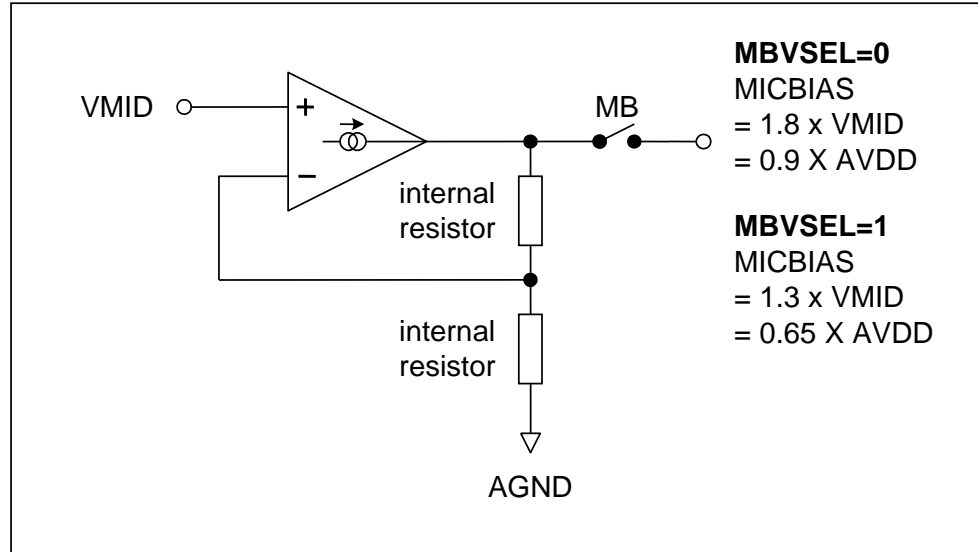 VMID
+
−
MB
internal
resistor
internal
resistor
AGND
MBVSEL=0
MICBIAS
= 1.8 x VMID
= 0.9 X AVDD
MBVSEL=1
MICBIAS
= 1.3 x VMID
= 0.65 X AVDD